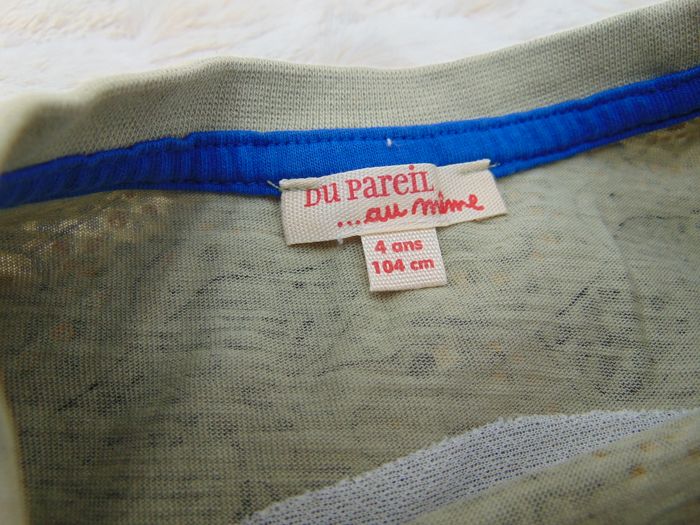 DU PAREIL
...au même
4 ans
104 cm